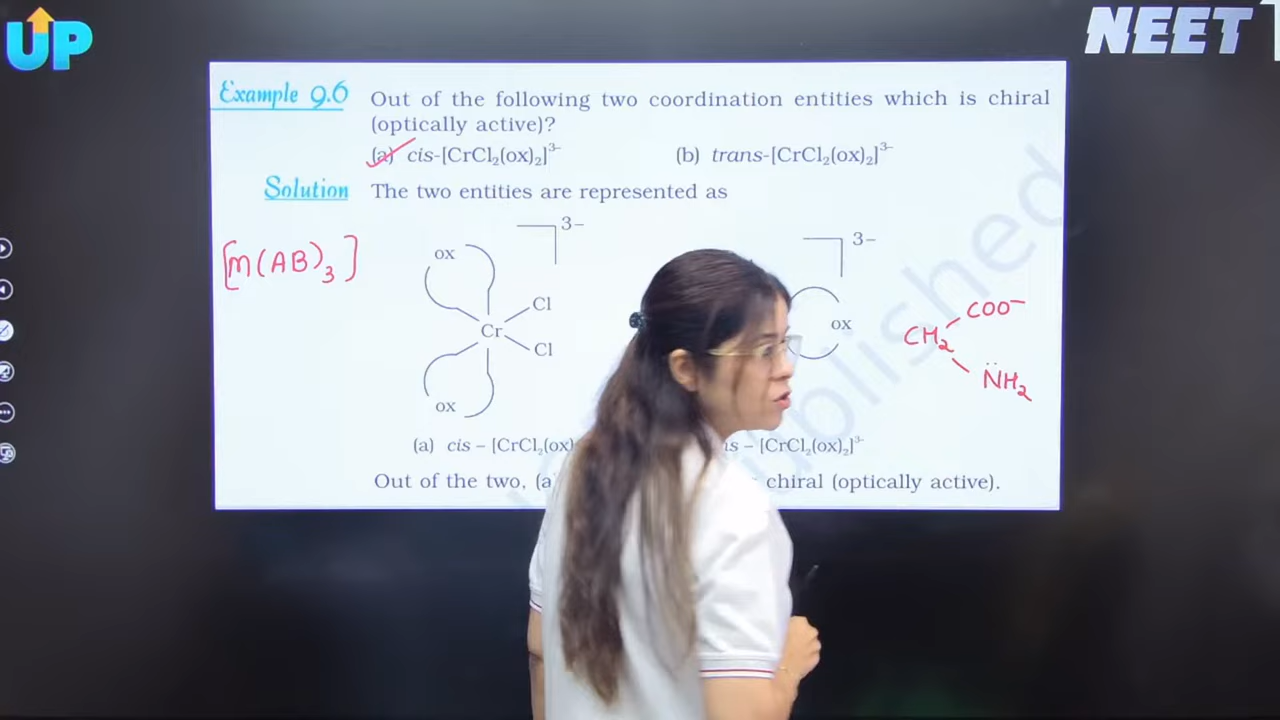 UP
NEET
Example 9.6
Out of the following two coordination entities which is chiral
(optically active)?
(a) cis-[CrCl₂(ox)₂]³⁻ (b) trans-[CrCl₂(ox)₂]³⁻
Solution The two entities are represented as
[M(AB)₃]
ox
3–
Cl
Cr
Cl
ox
3–
ox
CH₂
COO⁻
N̈H₂
(a) cis – [CrCl₂(ox)
– [CrCl₂(ox)₂]³⁻
Out of the two, (a
chiral (optically active).